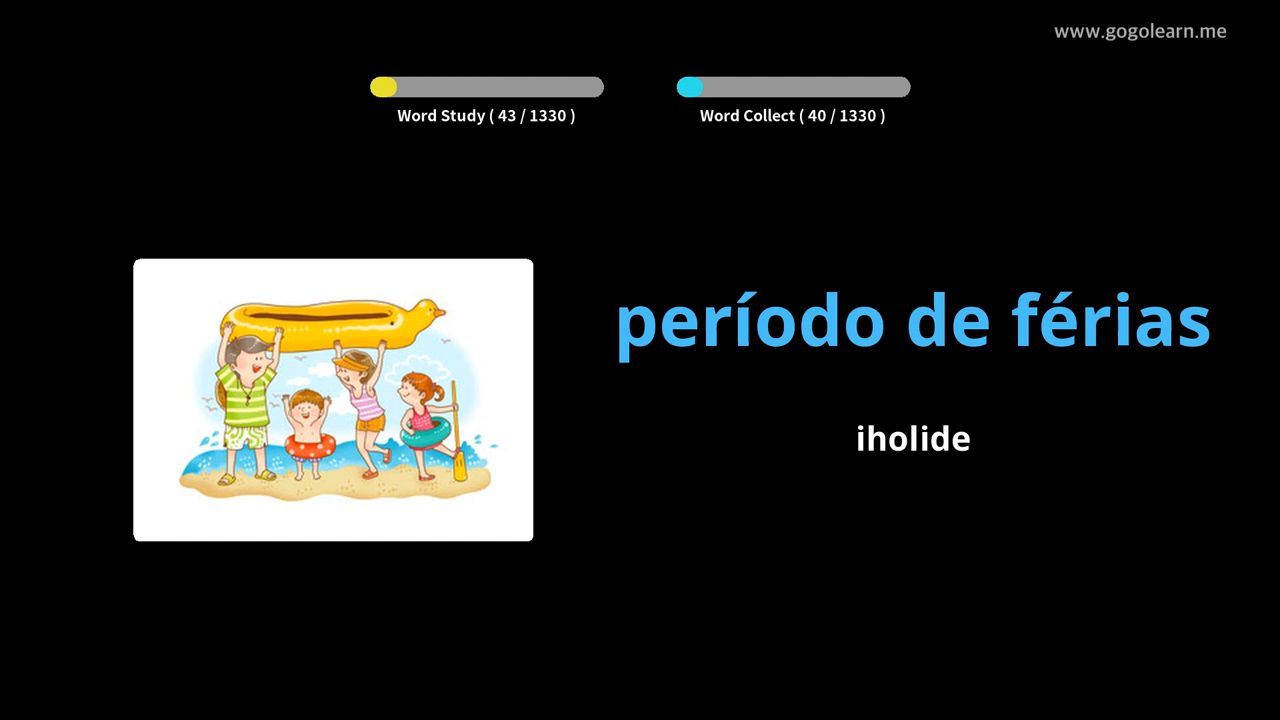 www.gogolearn.me
Word Study ( 43 / 1330 )
Word Collect ( 40 / 1330 )
período de férias
iholide